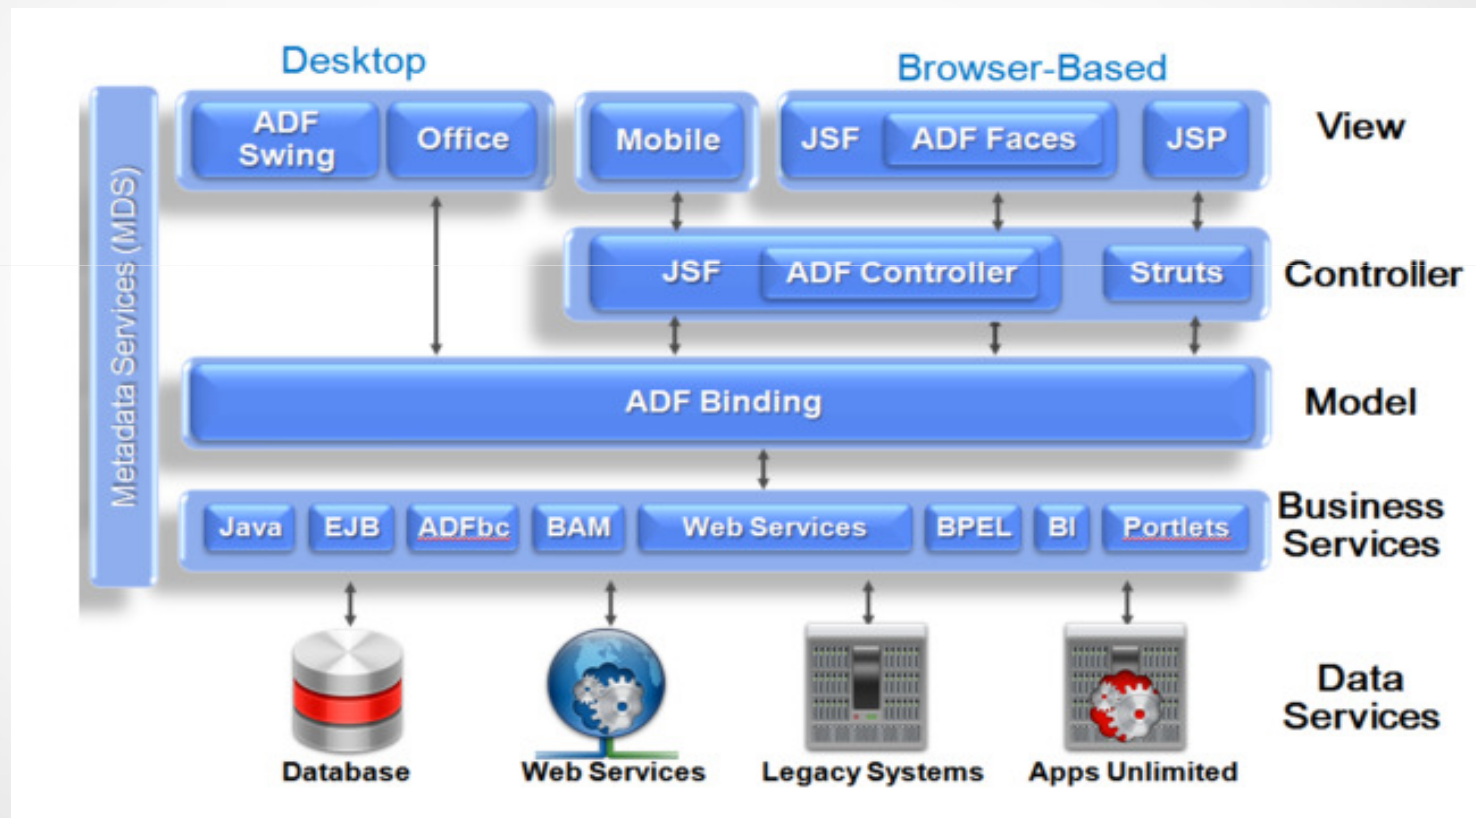 Desktop
Browser-Based
Metadata Services (MDS)
ADF
Swing
Office
Mobile
JSF
ADF Faces
JSP
View
JSF
ADF Controller
Struts
Controller
ADF Binding
Model
Java
EJB
ADFbc
BAM
Web Services
BPEL
BI
Portlets
Business
Services
Database
Web Services
Legacy Systems
Apps Unlimited
Data
Services